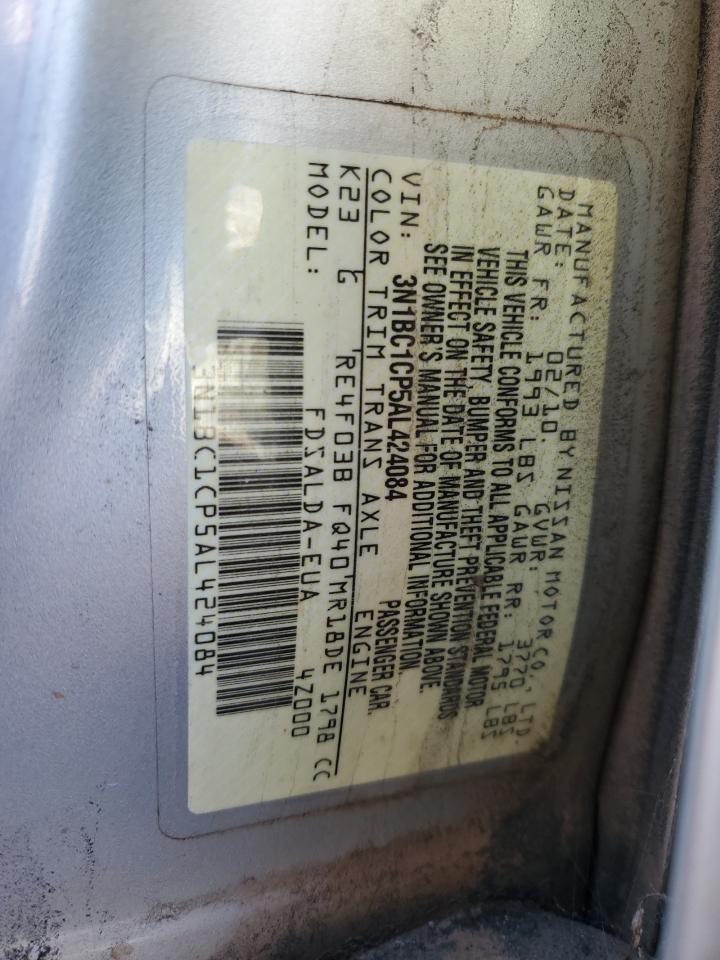 MANUFACTURED BY NISSAN MOTOR CO., LTD.
DATE: 02/10. GVWR: 3770 LBS
GAWR FR: 1993 LBS GAWR RR: 1795 LBS
THIS VEHICLE CONFORMS TO ALL APPLICABLE FEDERAL MOTOR
VEHICLE SAFETY, BUMPER AND THEFT PREVENTION STANDARDS
IN EFFECT ON THE DATE OF MANUFACTURE SHOWN ABOVE.
SEE OWNER'S MANUAL FOR ADDITIONAL INFORMATION.
VIN: 3N1BC1CP5AL424084 PASSENGER CAR.
COLOR TRIM TRANS AXLE ENGINE
K23 G RE4F03B FQ40 MR18DE 1798 CC
MODEL: FDSALDA-EUA 4Z000
3N1BC1CP5AL424084